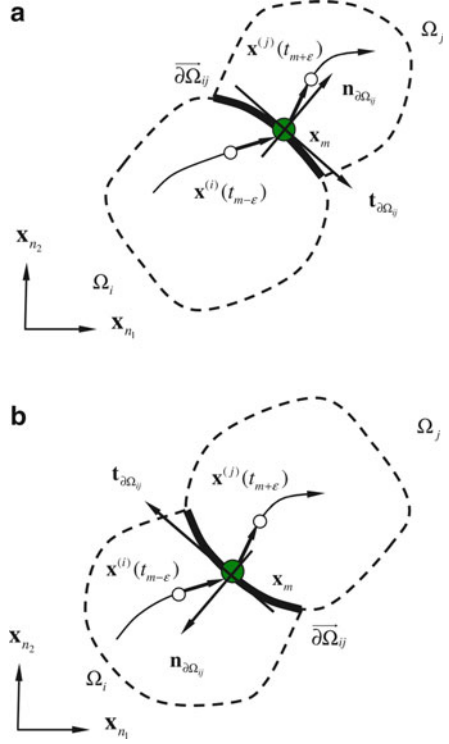 a
Ω_j
x^(j)(t_{m+ε})
∂Ω_ij
n_{∂Ω_ij}
x_m
x^(i)(t_{m−ε})
t_{∂Ω_ij}
x_{n_2}
Ω_i
x_{n_1}
b
Ω_j
t_{∂Ω_ij}
x^(j)(t_{m+ε})
x^(i)(t_{m−ε})
x_m
∂Ω_ij
n_{∂Ω_ij}
x_{n_2}
Ω_i
x_{n_1}